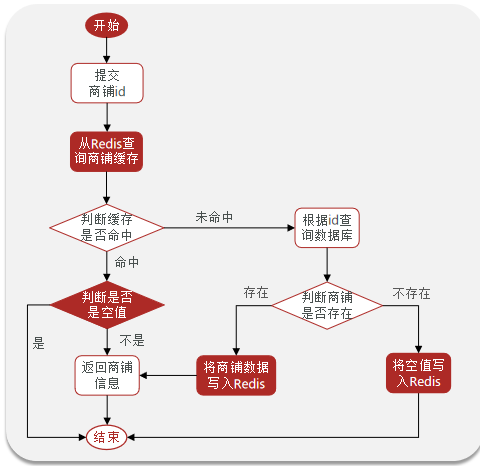 开始
提交
商铺id
从Redis查
询商铺缓存
判断缓存
是否命中
未命中
根据id查
询数据库
命中
判断是否
是空值
存在
判断商铺
是否存在
不存在
是
不是
返回商铺
信息
将商铺数据
写入Redis
将空值写
入Redis
结束